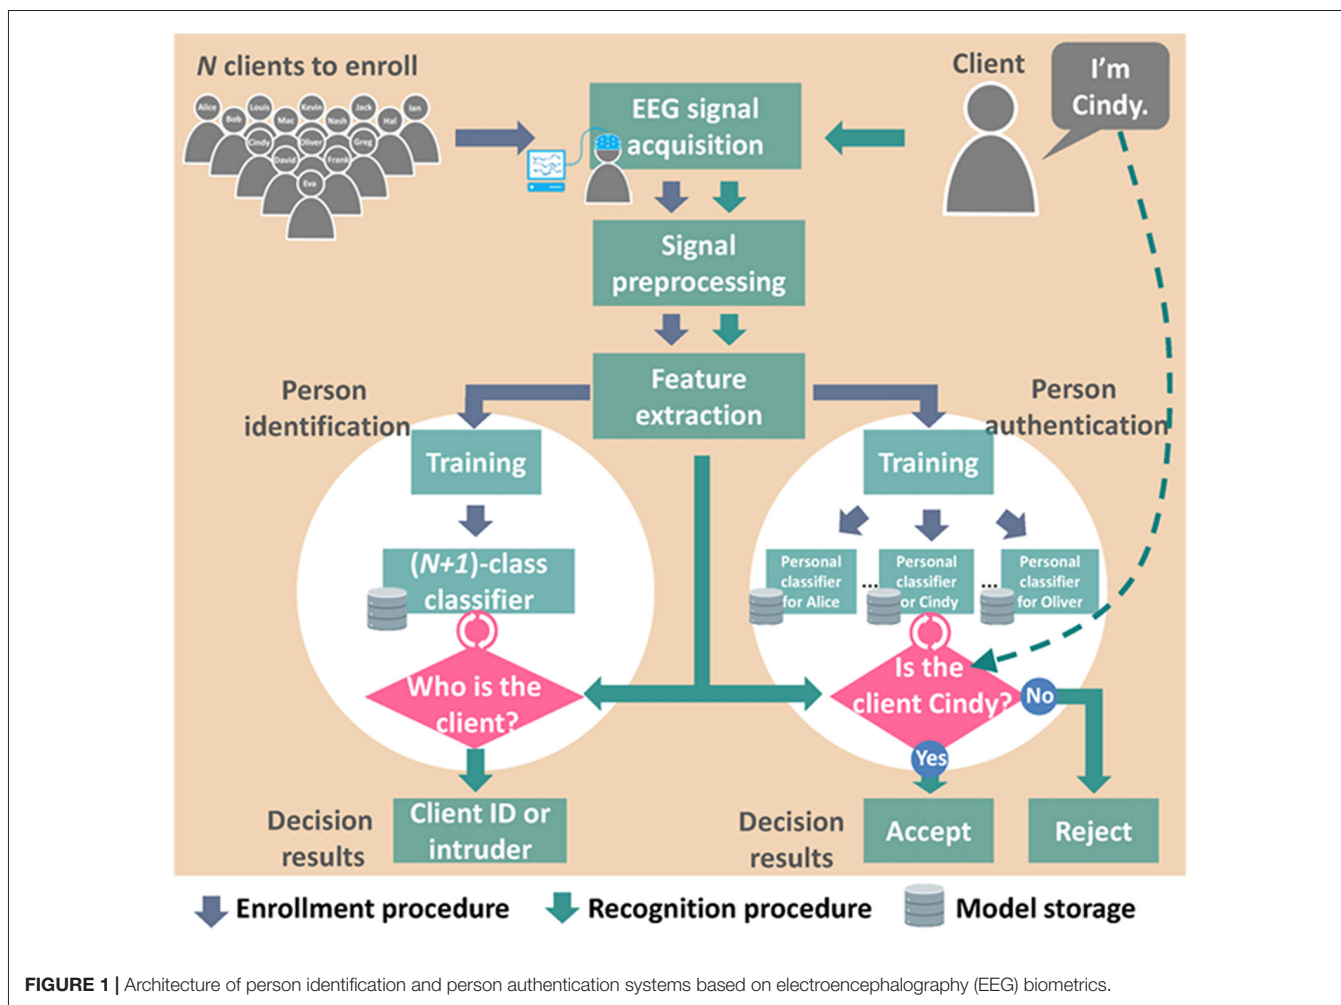 N clients to enroll
Alice
Bob
Louis
Mac
Kevin
Nash
Jack
Hal
Ian
Cindy
Oliver
Greg
David
Frank
Eva
EEG signal
acquisition
Client
I'm
Cindy.
Signal
preprocessing
Feature
extraction
Person
identification
Person
authentication
Training
Training
(N+1)-class
classifier
Personal
classifier
for Alice
...
Personal
classifier
or Cindy
...
Personal
classifier
for Oliver
Who is the
client?
Is the
client Cindy?
No
Yes
Decision
results
Client ID or
intruder
Decision
results
Accept
Reject
Enrollment procedure
Recognition procedure
Model storage
FIGURE 1 | Architecture of person identification and person authentication systems based on electroencephalography (EEG) biometrics.